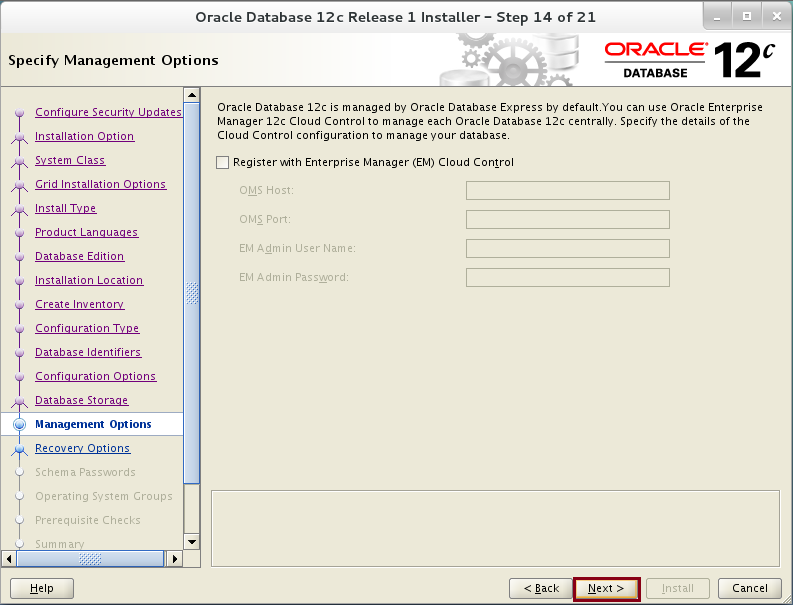 Oracle Database 12c Release 1 Installer – Step 14 of 21
Specify Management Options
ORACLE®
DATABASE
12c
Configure Security Updates
Installation Option
System Class
Grid Installation Options
Install Type
Product Languages
Database Edition
Installation Location
Create Inventory
Configuration Type
Database Identifiers
Configuration Options
Database Storage
Management Options
Recovery Options
Schema Passwords
Operating System Groups
Prerequisite Checks
Summary
Oracle Database 12c is managed by Oracle Database Express by default.You can use Oracle Enterprise
Manager 12c Cloud Control to manage each Oracle Database 12c centrally. Specify the details of the
Cloud Control configuration to manage your database.
Register with Enterprise Manager (EM) Cloud Control
OMS Host:
OMS Port:
EM Admin User Name:
EM Admin Password:
Help
< Back
Next >
Install
Cancel